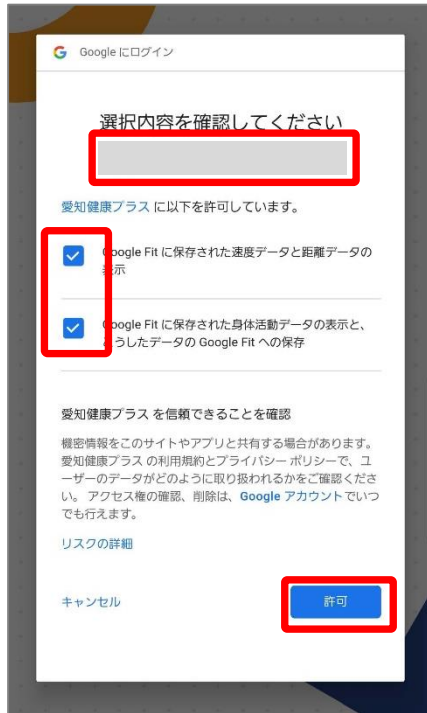 Google にログイン
選択内容を確認してください
愛知健康プラス に以下を許可しています。
Google Fit に保存された速度データと距離データの
表示
Google Fit に保存された身体活動データの表示と、
こうしたデータの Google Fit への保存
愛知健康プラス を信頼できることを確認
機密情報をこのサイトやアプリと共有する場合があります。
愛知健康プラス の利用規約とプライバシー ポリシーで、ユ
ーザーのデータがどのように取り扱われるかをご確認くださ
い。 アクセス権の確認、削除は、Google アカウントでいつ
でも行えます。
リスクの詳細
キャンセル
許可